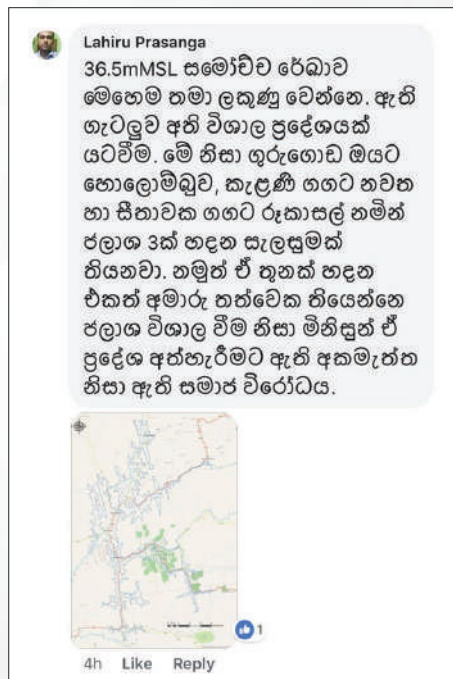 Lahiru Prasanga
36.5mMSL සමෝච්ච රේඛාව
මෙහෙම තමා ලකුණු වෙන්නෙ. ඇති
ගැටලුව අති විශාල ප්‍රදේශයක්
යටවීම. මේ නිසා ගුරුගොඩ ඔයට
හොලොම්බුව, කැළණි ගගට නවත
හා සීතාවක ගගට රූකාසල් නමින්
ජලාශ 3ක් හදන සැලසුමක්
තියනවා. නමුත් ඒ තුනක් හදන
එකත් අමාරු තත්වෙක තියෙන්නෙ
ජලාශ විශාල වීම නිසා මිනිසුන් ඒ
ප්‍රදේශ අත්හැරීමට ඇති අකමැත්ත
නිසා ඇති සමාජ විරෝධය.
1
4h Like Reply